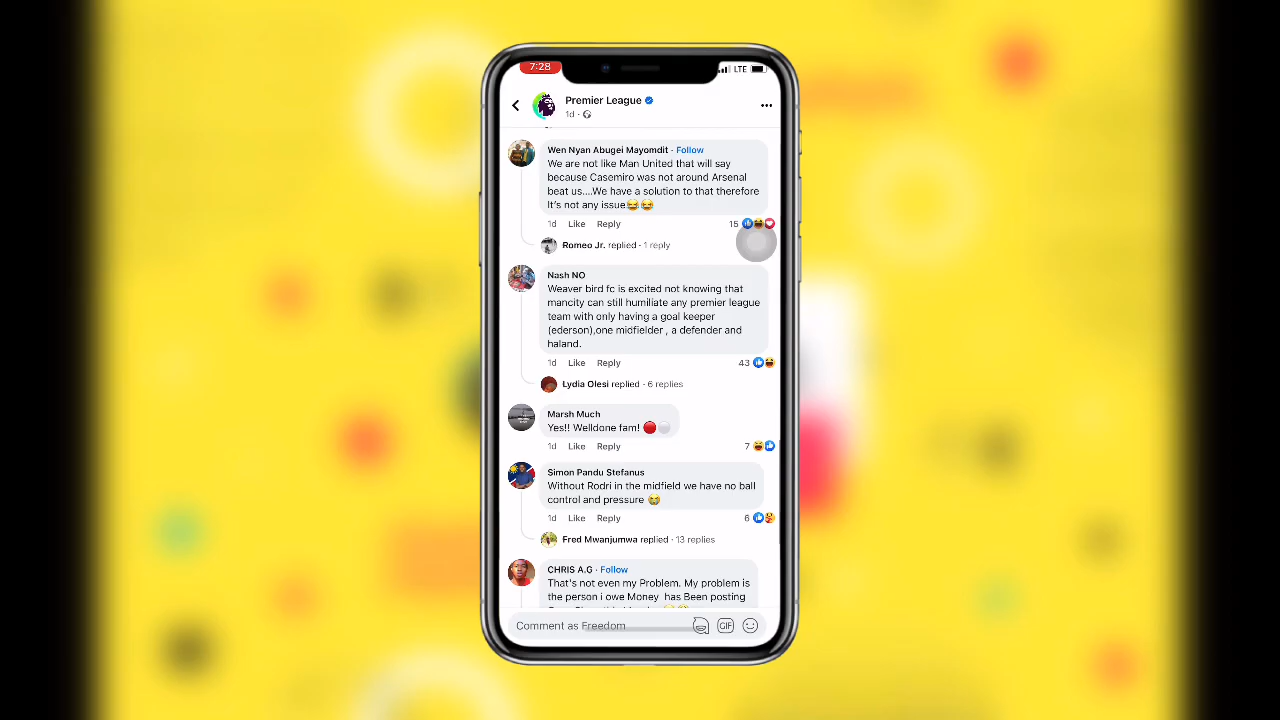 7:28
LTE
Premier League
1d
Wen Nyan Abugei Mayomdit · Follow
We are not like Man United that will say
because Casemiro was not around Arsenal
beat us....We have a solution to that therefore
It's not any issue😂😂
1d Like Reply 15
Romeo Jr. replied · 1 reply
Nash NO
Weaver bird fc is excited not knowing that
mancity can still humiliate any premier league
team with only having a goal keeper
(ederson),one midfielder , a defender and
haland.
1d Like Reply 43
Lydia Olesi replied · 6 replies
Marsh Much
Yes!! Welldone fam! 🔴⚪
1d Like Reply 7
Simon Pandu Stefanus
Without Rodri in the midfield we have no ball
control and pressure 😭
1d Like Reply 6
Fred Mwanjumwa replied · 13 replies
CHRIS A.G · Follow
That's not even my Problem. My problem is
the person i owe Money has Been posting
Comment as Freedom
GIF